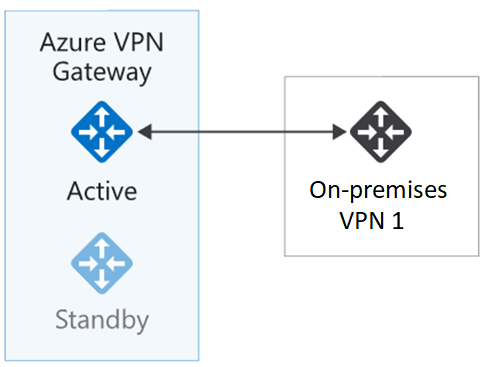 Azure VPN
Gateway
Active
Standby
On-premises
VPN 1